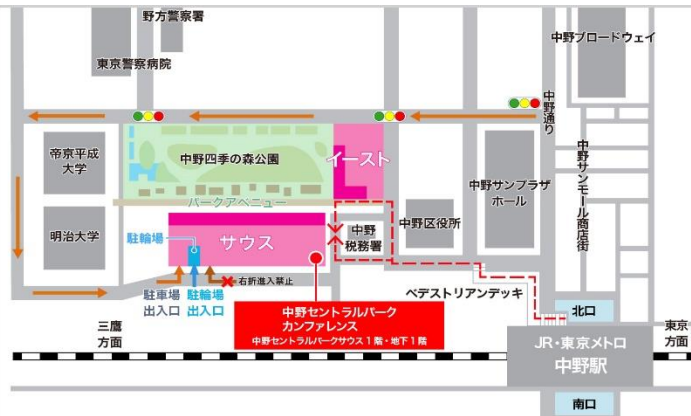 野方警察署
東京警察病院
中野ブロードウェイ
中野通り
帝京平成
大学
中野四季の森公園
イースト
中野サンプラザ
ホール
中野サンモール商店街
パークアベニュー
明治大学
駐輪場
サウス
中野
税務署
中野区役所
右折進入禁止
駐車場
出入口
駐輪場
出入口
ペデストリアンデッキ
中野セントラルパーク
カンファレンス
中野セントラルパークサウス1階・地下1階
北口
三鷹
方面
JR・東京メトロ
中野駅
東京
方面
南口